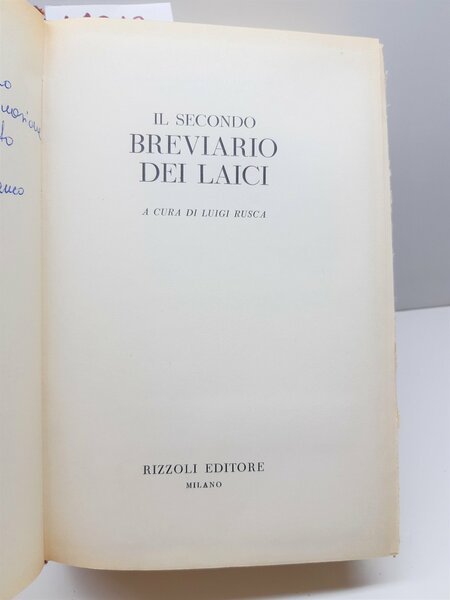 IL SECONDO
BREVIARIO
DEI LAICI
A CURA DI LUIGI RUSCA
RIZZOLI EDITORE
MILANO